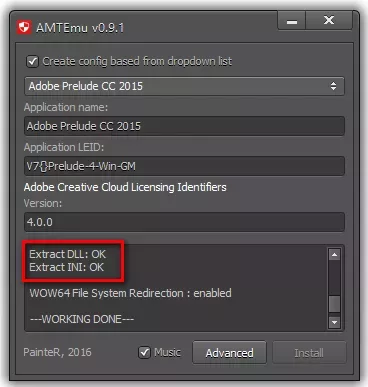 AMTEmu v0.9.1
Create config based from dropdown list
Adobe Prelude CC 2015
Application name:
Adobe Prelude CC 2015
Application LEID:
V7{}Prelude-4-Win-GM
Adobe Creative Cloud Licensing Identifiers
Version:
4.0.0
Extract DLL: OK
Extract INI: OK
WOW64 File System Redirection : enabled
---WORKING DONE---
PainteR, 2016 Music Advanced Install